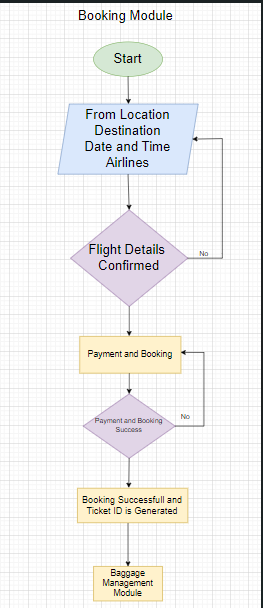 Booking Module
Start
From Location
Destination
Date and Time
Airlines
No
Flight Details
Confirmed
Payment and Booking
No
Payment and Booking
Success
Booking Successfull and
Ticket ID is Generated
Baggage
Management
Module